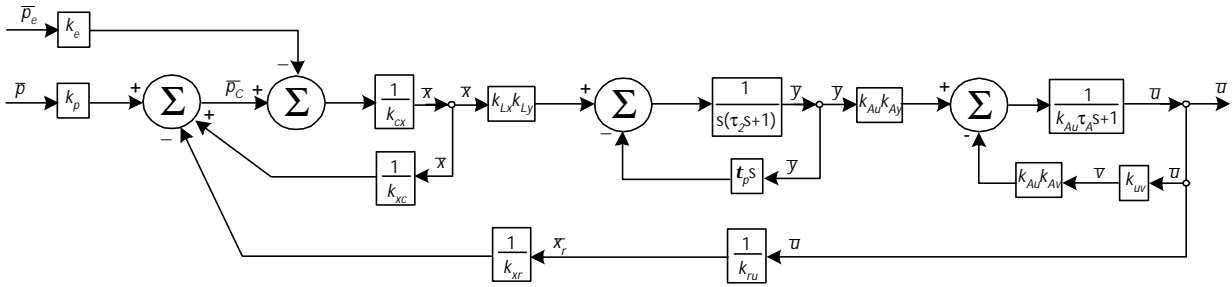 p̅e
ke
−
p̅
kp
+
Σ
p̅C
+
Σ
1
kcx
x̅
x̅
kLxkLy
+
Σ
1
s(τ2s+1)
y̅
y̅
kAukAy
+
Σ
1
kAuτAs+1
u̅
u̅
−
+
−
-
x̅
1
kxc
y̅
tps
kAukAv
v̅
kuv
u̅
1
kxr
x̅r
1
kru
u̅